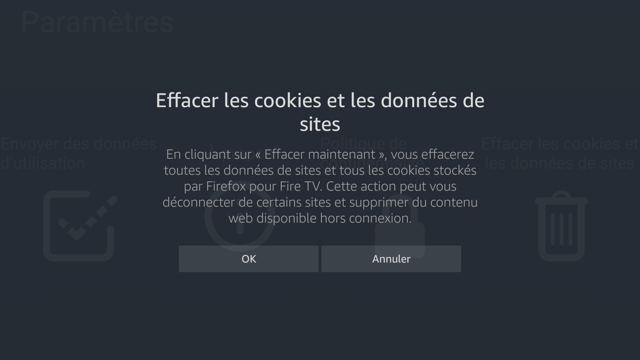 Paramètres
Effacer les cookies et les données de
sites
Envoyer des données
d'utilisation
Politique de
Effacer les cookies et
les données de sites
En cliquant sur « Effacer maintenant », vous effacerez
toutes les données de sites et tous les cookies stockés
par Firefox pour Fire TV. Cette action peut vous
déconnecter de certains sites et supprimer du contenu
web disponible hors connexion.
OK
Annuler